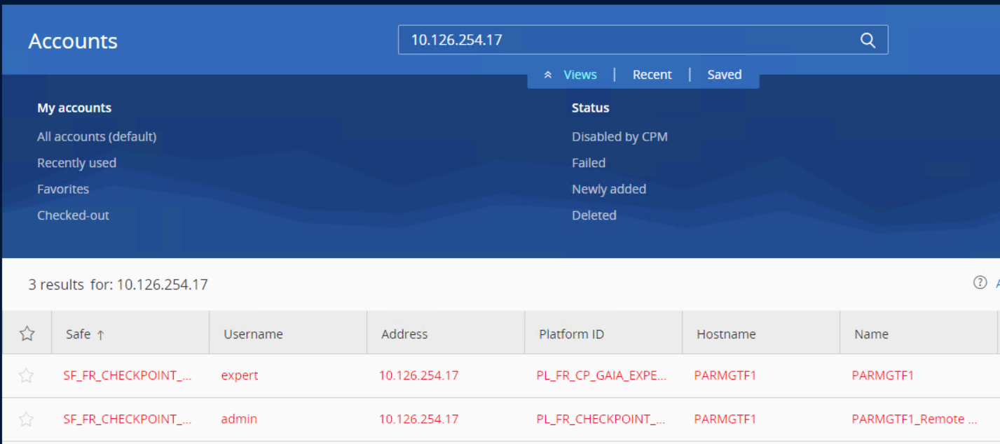 Accounts
10.126.254.17
Views | Recent | Saved
My accounts
Status
All accounts (default)
Disabled by CPM
Recently used
Failed
Favorites
Newly added
Checked-out
Deleted
3 results for: 10.126.254.17
Safe ↑ Username Address Platform ID Hostname Name
SF_FR_CHECKPOINT_... expert 10.126.254.17 PL_FR_CP_GAIA_EXPE... PARMGTF1 PARMGTF1
SF_FR_CHECKPOINT_... admin 10.126.254.17 PL_FR_CHECKPOINT_... PARMGTF1 PARMGTF1_Remote ...